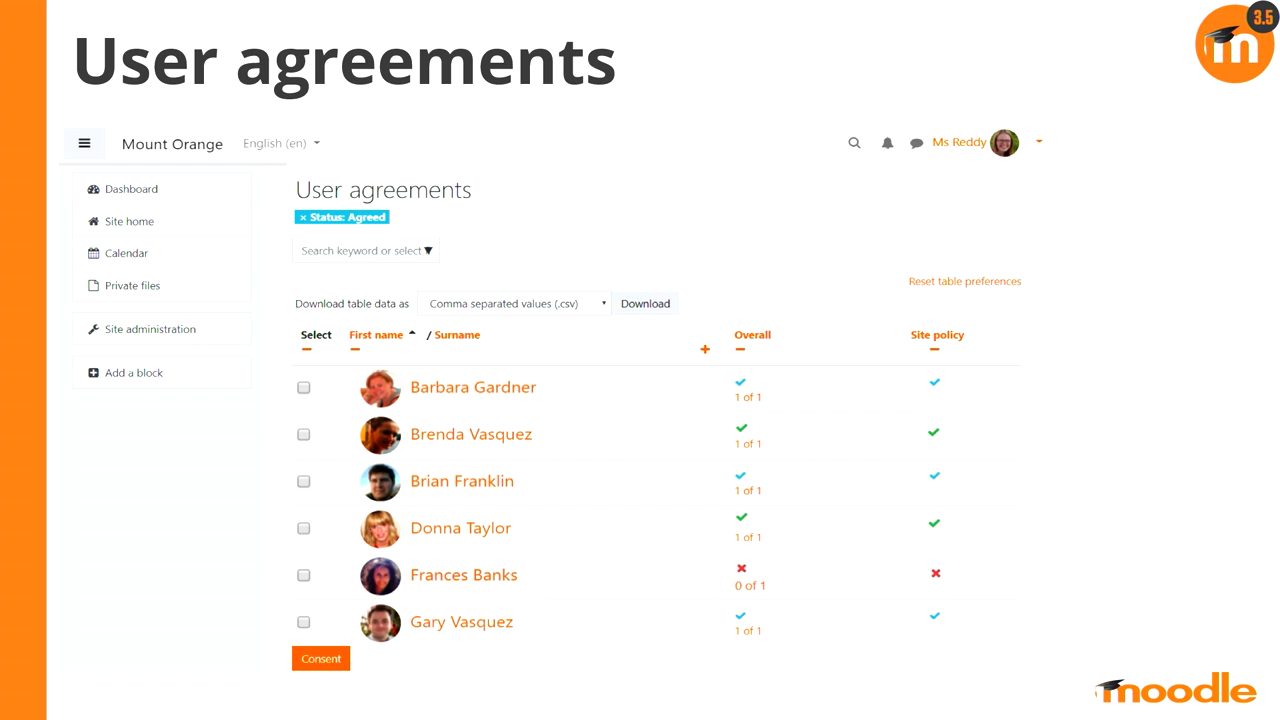 User agreements
3.5
m
Mount Orange
English (en)
Ms Reddy
Dashboard
Site home
Calendar
Private files
Site administration
Add a block
User agreements
× Status: Agreed
Search keyword or select ▼
Reset table preferences
Download table data as Comma separated values (.csv) Download
Select First name / Surname Overall Site policy
Barbara Gardner
1 of 1
Brenda Vasquez
1 of 1
Brian Franklin
1 of 1
Donna Taylor
1 of 1
Frances Banks
0 of 1
Gary Vasquez
1 of 1
Consent
moodle